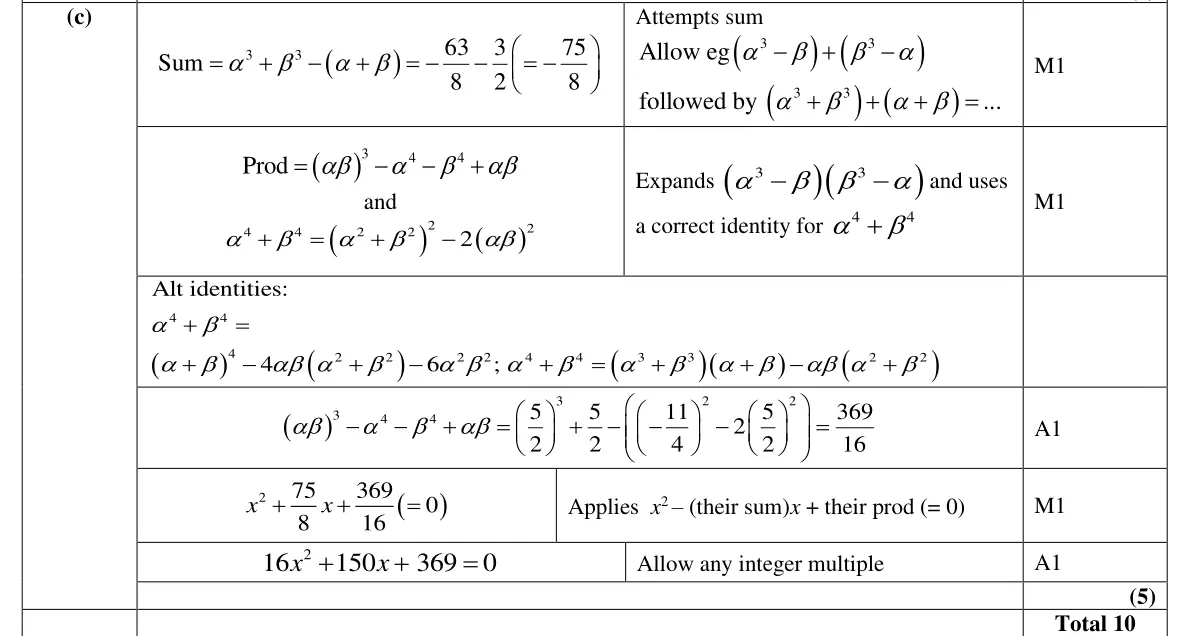 (c)
Sum = α³ + β³ − (α + β) = −63/8 − 3/2 (= −75/8)
Attempts sum
Allow eg (α³ − β) + (β³ − α)
followed by (α³ + β³) + (α + β) = ...
M1
Prod = (αβ)³ − α⁴ − β⁴ + αβ
and
α⁴ + β⁴ = (α² + β²)² − 2(αβ)²
Expands (α³ − β)(β³ − α) and uses
a correct identity for α⁴ + β⁴
M1
Alt identities:
α⁴ + β⁴ =
(α + β)⁴ − 4αβ(α² + β²) − 6α²β²; α⁴ + β⁴ = (α³ + β³)(α + β) − αβ(α² + β²)
(αβ)³ − α⁴ − β⁴ + αβ = (5/2)³ + 5/2 − ((−11/4)² − 2(5/2)²) = 369/16
A1
x² + 75/8 x + 369/16 (= 0)
Applies x² – (their sum)x + their prod (= 0)
M1
16x² + 150x + 369 = 0
Allow any integer multiple
A1
(5)
Total 10